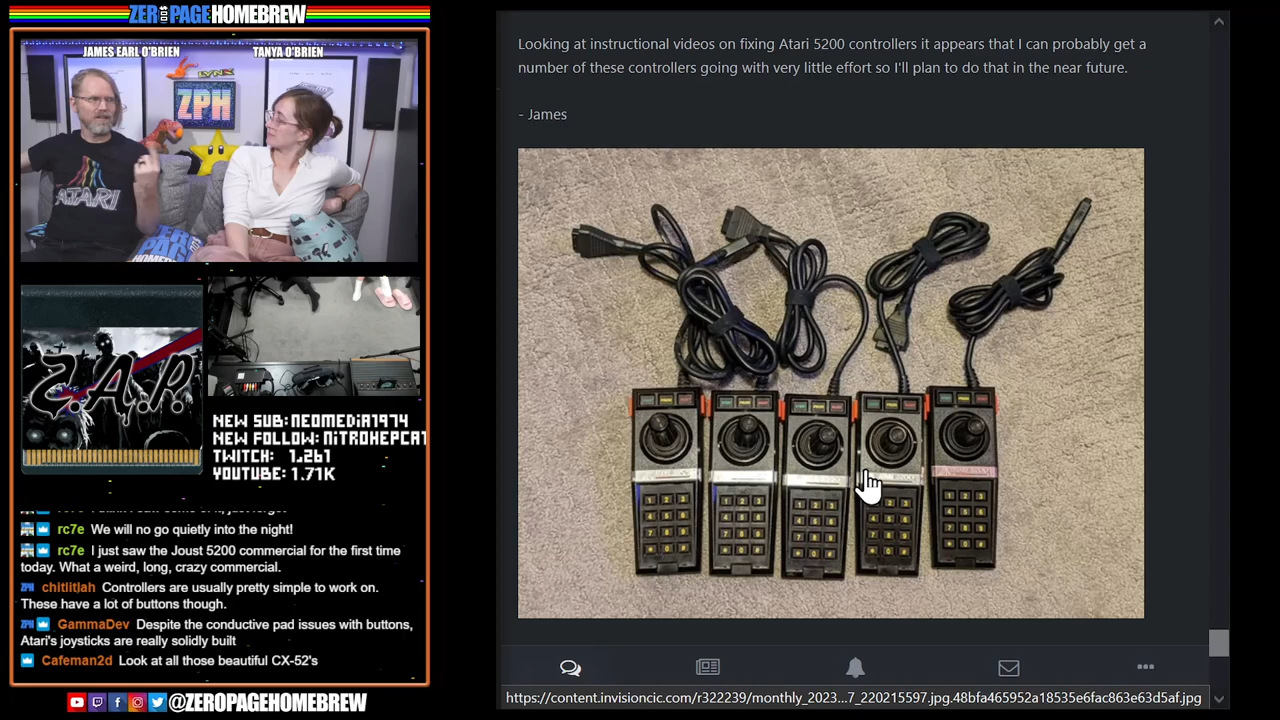 ZERO PAGE HOMEBREW
JAMES EARL O'BRIEN
TANYA O'BRIEN
LYNX
ZPH
ATARI
ZERO PAGE
HOMEBREW
Z.A.P.
NEW SUB: NEOMEDIA1974
NEW FOLLOW: NITROHEPCAT
TWITCH: 1,261
YOUTUBE: 1.71K
rc7e We will no go quietly into the night!
rc7e I just saw the Joust 5200 commercial for the first time
today. What a weird, long, crazy commercial.
chitlitlah Controllers are usually pretty simple to work on.
These have a lot of buttons though.
GammaDev Despite the conductive pad issues with buttons,
Atari's joysticks are really solidly built
Cafeman2d Look at all those beautiful CX-52's
@ZEROPAGEHOMEBREW
Looking at instructional videos on fixing Atari 5200 controllers it appears that I can probably get a
number of these controllers going with very little effort so I'll plan to do that in the near future.
- James
https://content.invisioncic.com/r322239/monthly_2023...7_220215597.jpg.48bfa465952a18535e6fac863e63d5af.jpg